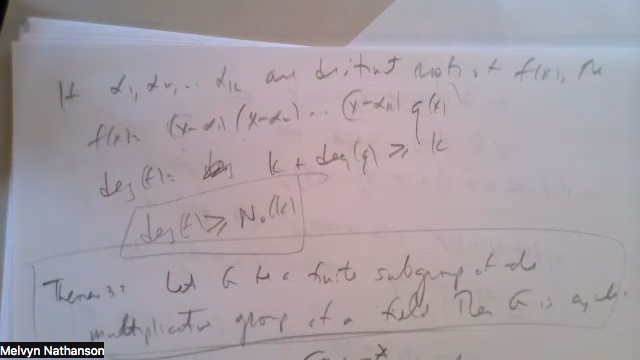 If α₁, α₂, ... αₖ are distinct roots of f(x), then
f(x) = (x-α₁)(x-α₂)...(x-αₖ) q(x)
deg(f) = k + deg(q) ≥ k
deg(f) ≥ N₀(k)
Theorem 3: Let G be a finite subgroup of the
multiplicative group of a field. Then G is cyclic.
Melvyn Nathanson